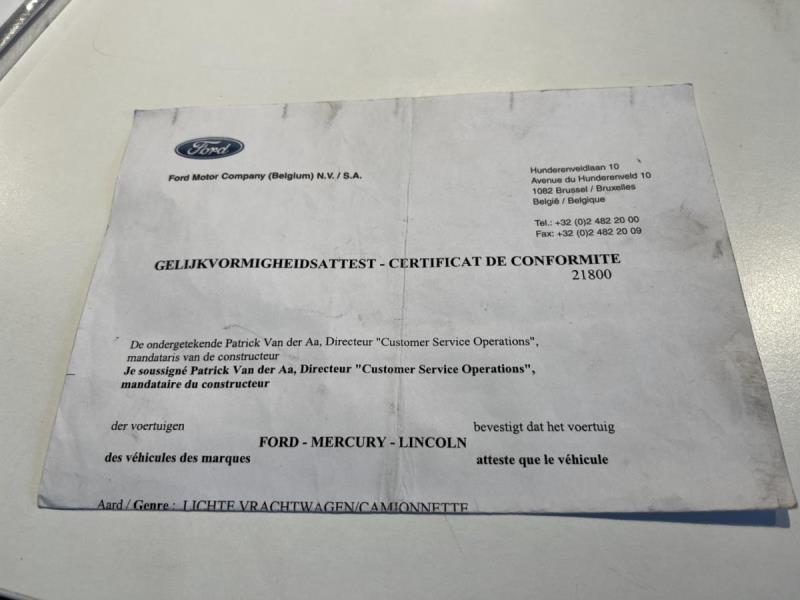 Ford
Ford Motor Company (Belgium) N.V. / S.A.
Hunderenveldlaan 10
Avenue du Hunderenveld 10
1082 Brussel / Bruxelles
België / Belgique
Tel.: +32 (0)2 482 20 00
Fax: +32 (0)2 482 20 09
GELIJKVORMIGHEIDSATTEST - CERTIFICAT DE CONFORMITE
21800
De ondergetekende Patrick Van der Aa, Directeur "Customer Service Operations",
mandataris van de constructeur
Je soussigné Patrick Van der Aa, Directeur "Customer Service Operations",
mandataire du constructeur
der voertuigen
bevestigt dat het voertuig
FORD - MERCURY - LINCOLN
des véhicules des marques
atteste que le véhicule
Aard / Genre : LICHTE VRACHTWAGEN/CAMIONNETTE